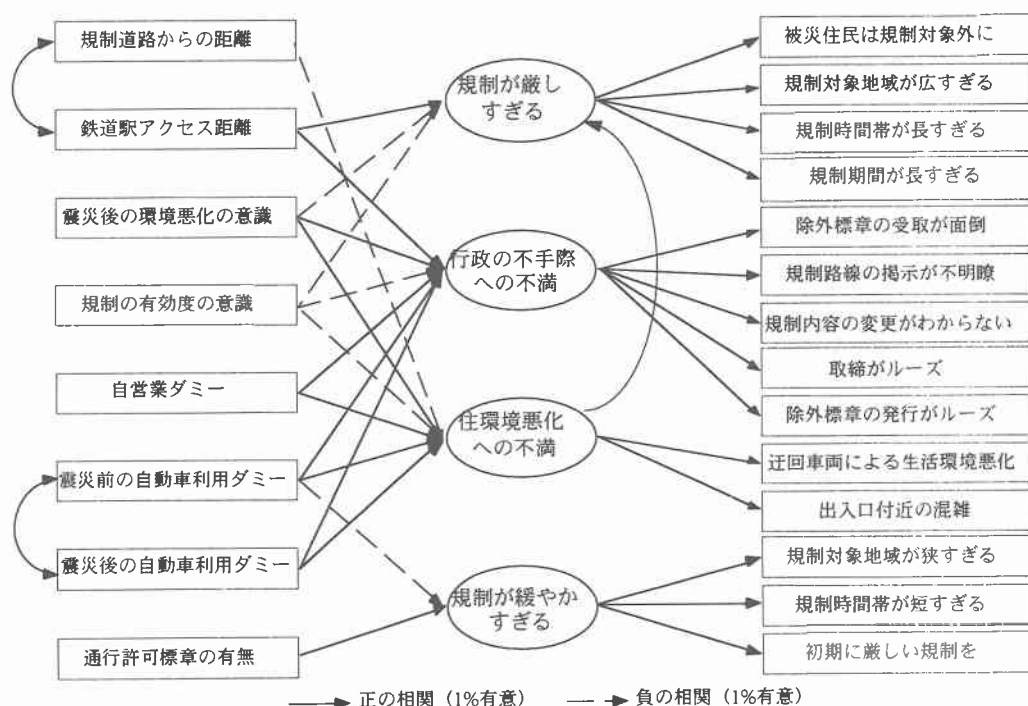 規制道路からの距離
鉄道駅アクセス距離
震災後の環境悪化の意識
規制の有効度の意識
自営業ダミー
震災前の自動車利用ダミー
震災後の自動車利用ダミー
通行許可標章の有無
規制が厳し
すぎる
行政の不手際
への不満
住環境悪化
への不満
規制が緩やか
すぎる
被災住民は規制対象外に
規制対象地域が広すぎる
規制時間帯が長すぎる
規制期間が長すぎる
除外標章の受取が面倒
規制路線の掲示が不明瞭
規制内容の変更がわからない
取締がルーズ
除外標章の発行がルーズ
迂回車両による生活環境悪化
出入口付近の混雑
規制対象地域が狭すぎる
規制時間帯が短すぎる
初期に厳しい規制を
正の相関(1%有意) 負の相関(1%有意)